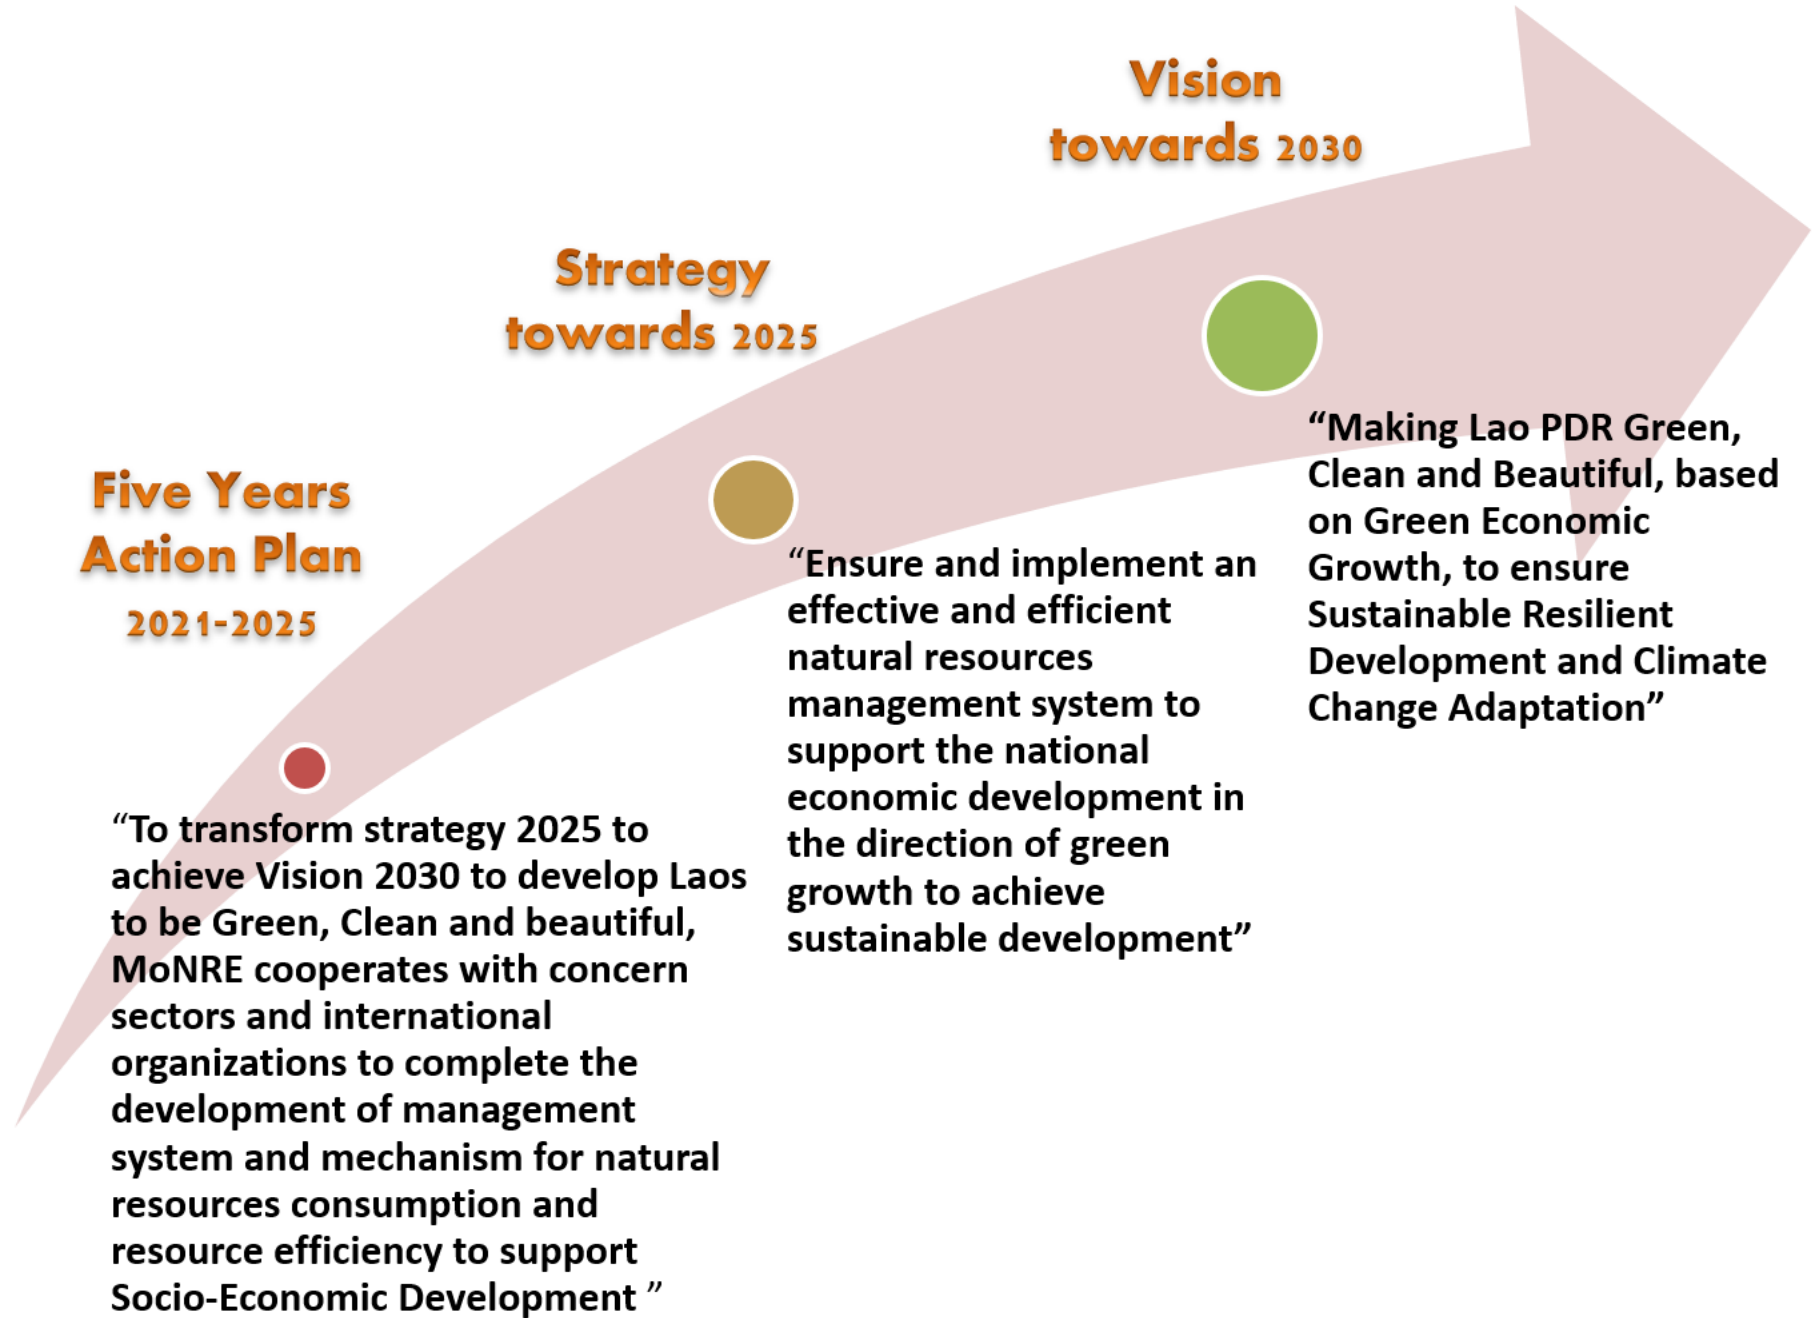 Vision
towards 2030
Strategy
towards 2025
Five Years
Action Plan
2021-2025
“Making Lao PDR Green,
Clean and Beautiful, based
on Green Economic
Growth, to ensure
Sustainable Resilient
Development and Climate
Change Adaptation”
“Ensure and implement an
effective and efficient
natural resources
management system to
support the national
economic development in
the direction of green
growth to achieve
sustainable development”
“To transform strategy 2025 to
achieve Vision 2030 to develop Laos
to be Green, Clean and beautiful,
MoNRE cooperates with concern
sectors and international
organizations to complete the
development of management
system and mechanism for natural
resources consumption and
resource efficiency to support
Socio-Economic Development ”